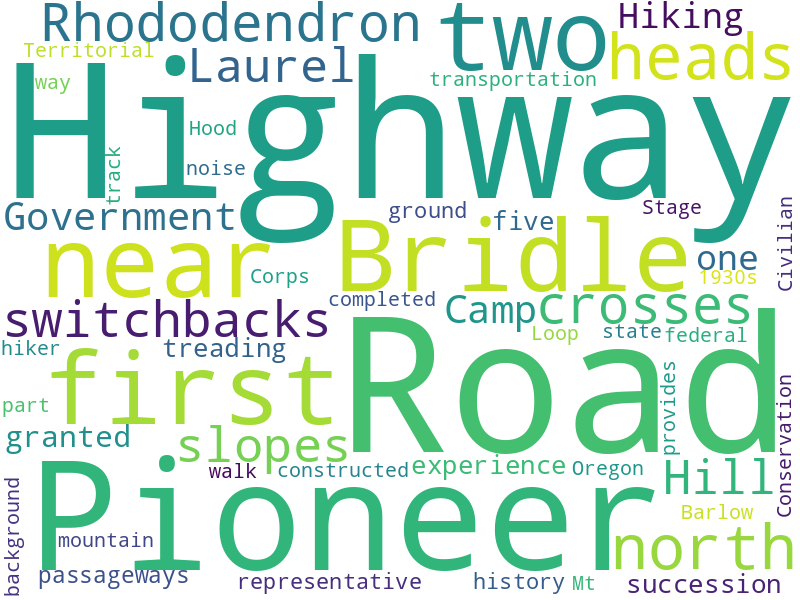 Rhododendron two Hiking
Territorial Laurel heads
way transportation
Highway
Hood
track noise
Government ground five Stage Civilian
near Bridle one
Corps 1930s
switchbacks completed Camp crosses
hiker treading Loop state federal
first Road
part provides Conservation
granted slopes
walk constructed experience Oregon Hill
background Pioneer Barlow
mountain north
passageways representative history Mt succession